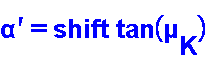 α' = shift tan(μK)